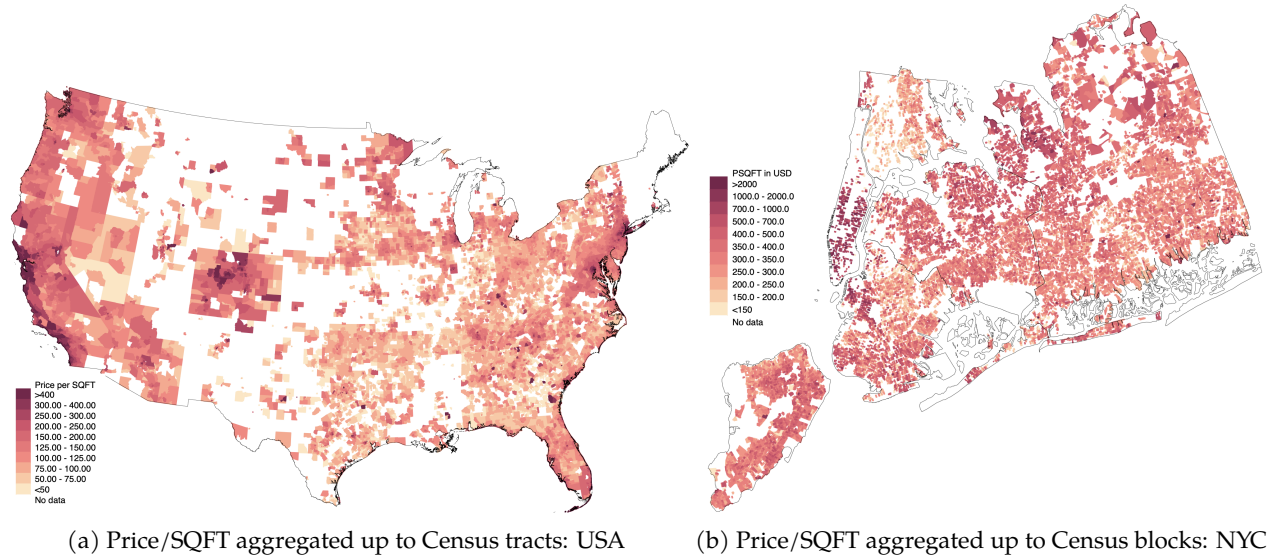 Price per SQFT
>400
300.00 - 400.00
250.00 - 300.00
200.00 - 250.00
150.00 - 200.00
125.00 - 150.00
100.00 - 125.00
75.00 - 100.00
50.00 - 75.00
<50
No data
(a) Price/SQFT aggregated up to Census tracts: USA
PSQFT in USD
>2000
1000.0 - 2000.0
700.0 - 1000.0
500.0 - 700.0
400.0 - 500.0
350.0 - 400.0
300.0 - 350.0
250.0 - 300.0
200.0 - 250.0
150.0 - 200.0
<150
No data
(b) Price/SQFT aggregated up to Census blocks: NYC